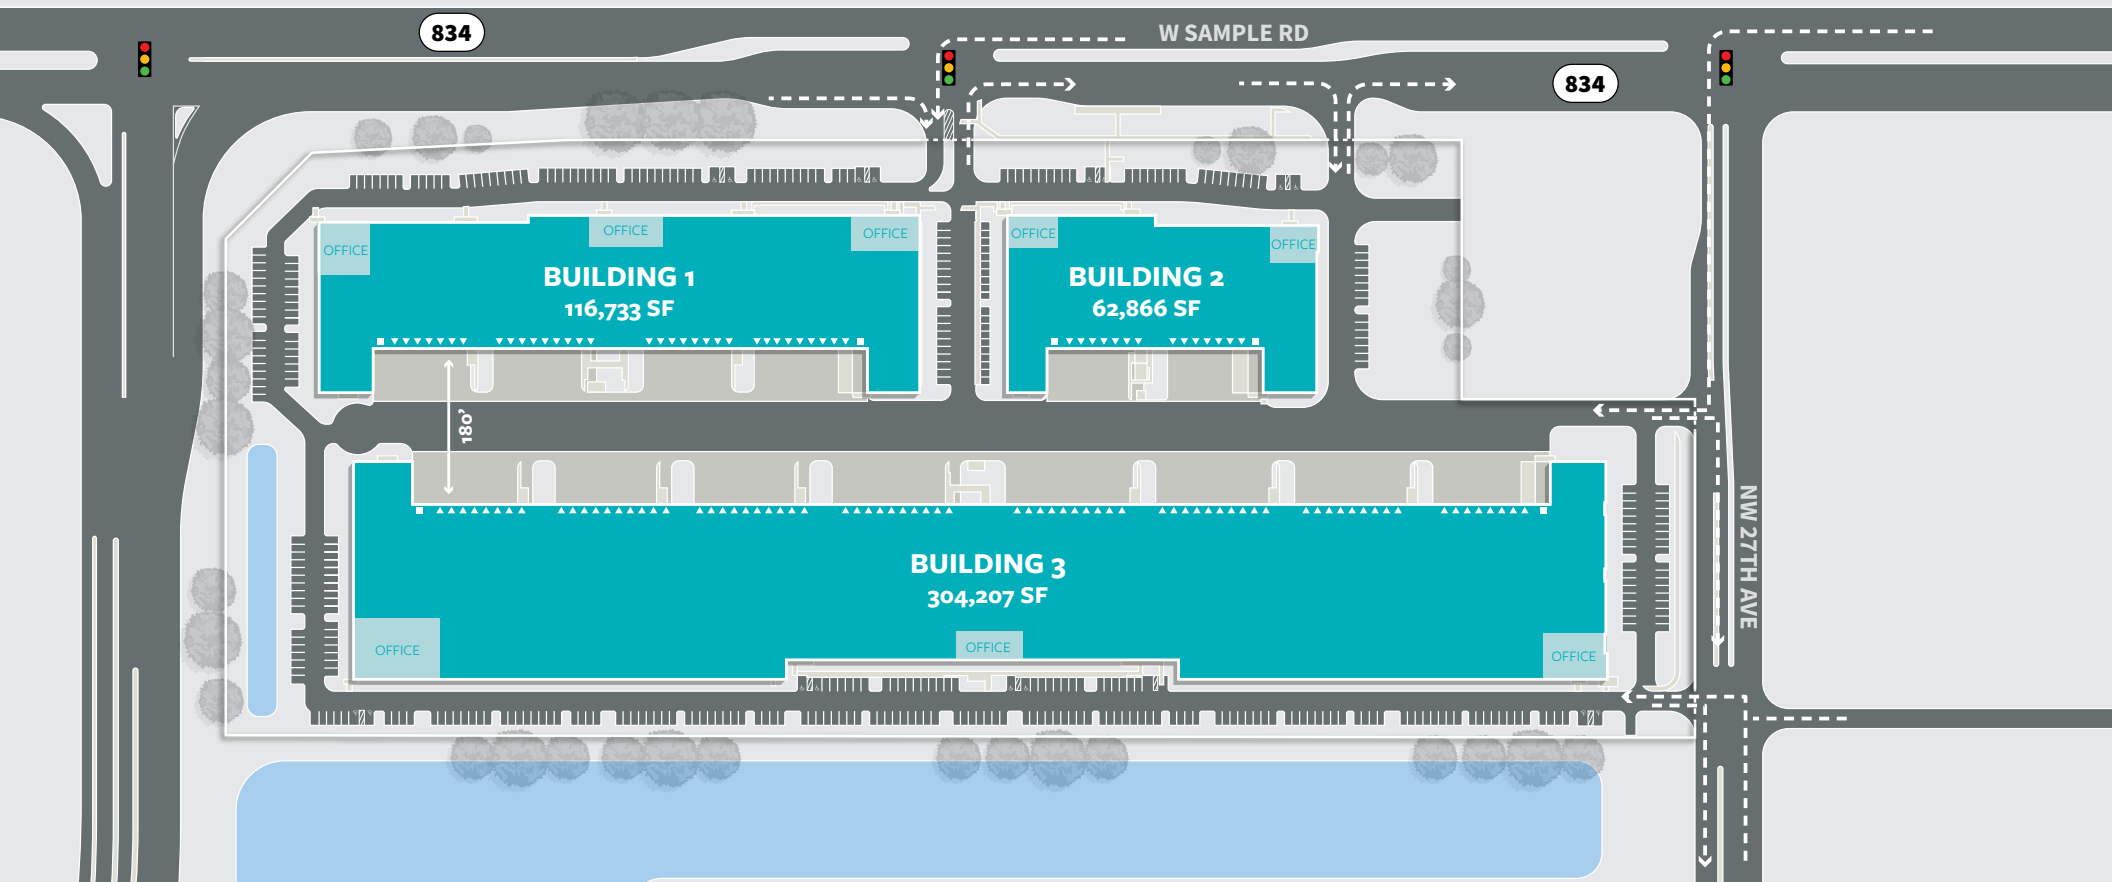 834
W SAMPLE RD
834
OFFICE
OFFICE
OFFICE
BUILDING 1
116,733 SF
OFFICE
OFFICE
BUILDING 2
62,866 SF
180'
BUILDING 3
304,207 SF
OFFICE
OFFICE
OFFICE
NW 27TH AVE